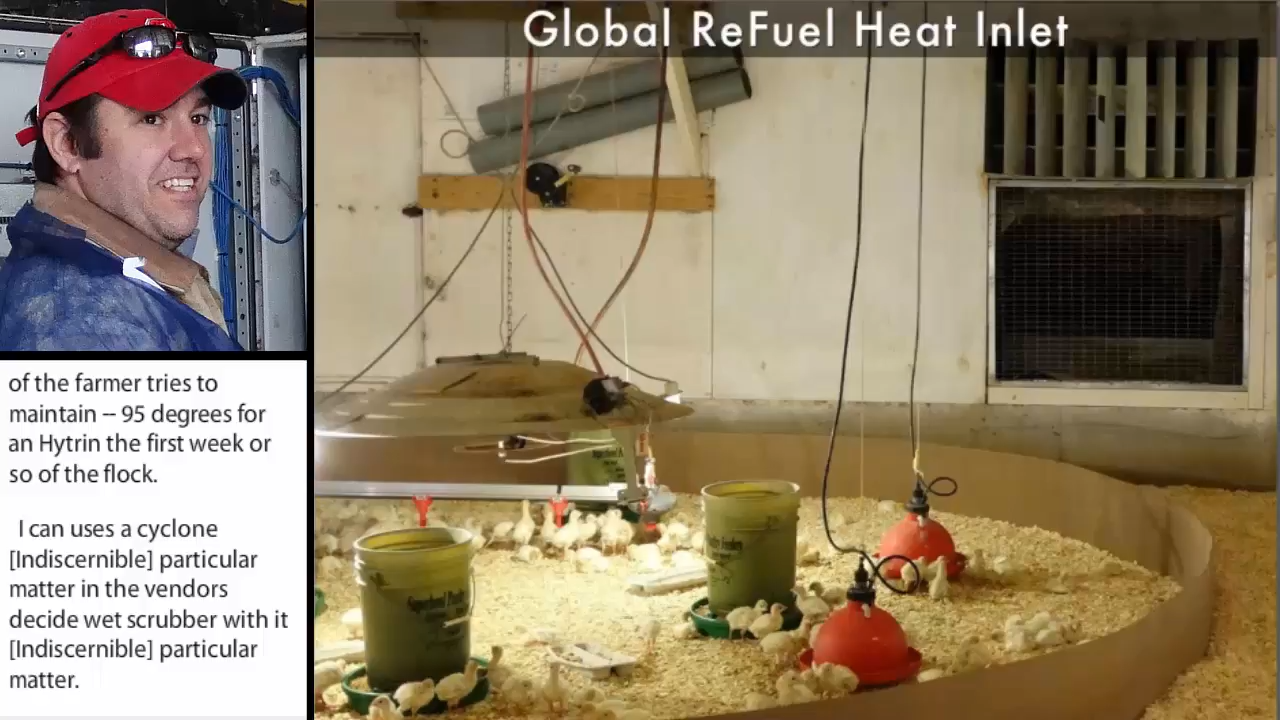 Global ReFuel Heat Inlet
of the farmer tries to
maintain -- 95 degrees for
an Hytrin the first week or
so of the flock.
I can uses a cyclone
[Indiscernible] particular
matter in the vendors
decide wet scrubber with it
[Indiscernible] particular
matter.